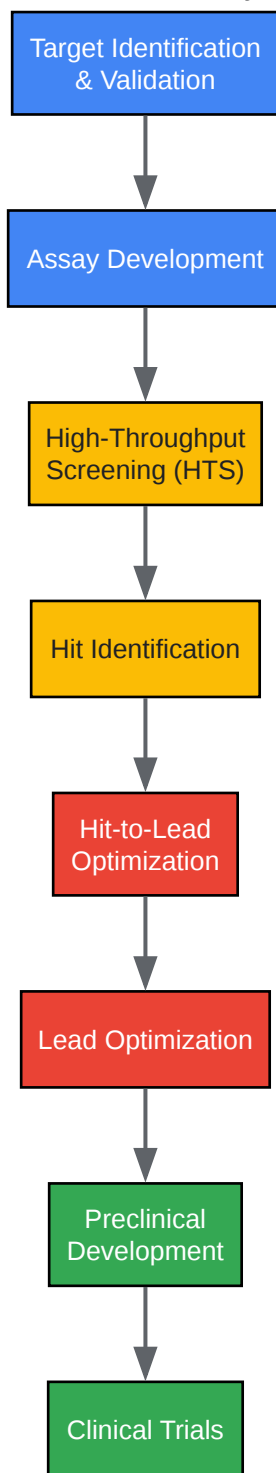 Target Identification
& Validation
Assay Development
High-Throughput
Screening (HTS)
Hit Identification
Hit-to-Lead
Optimization
Lead Optimization
Preclinical
Development
Clinical Trials